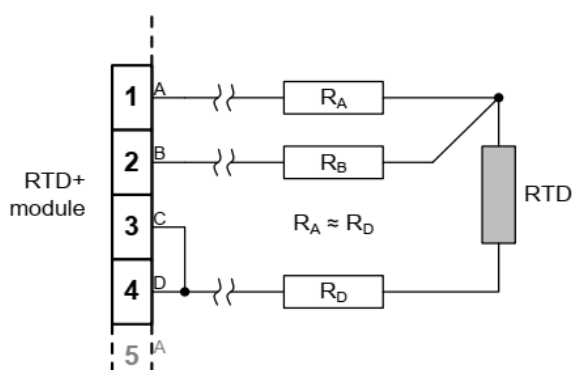 1 A
R_A
2 B
R_B
RTD+
module
RTD
3 C
R_A ≈ R_D
4 D
R_D
5 A